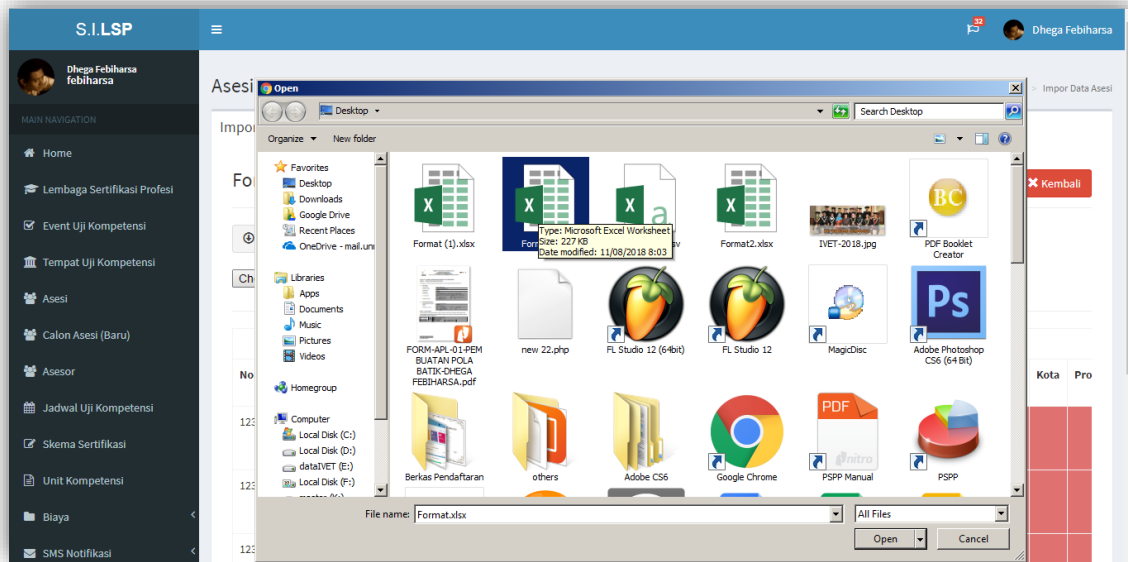 S.I.LSP
32
Dhega Febiharsa
Dhega Febiharsa
febiharsa
MAIN NAVIGATION
Home
Lembaga Sertifikasi Profesi
Event Uji Kompetensi
Tempat Uji Kompetensi
Asesi
Calon Asesi (Baru)
Asesor
Jadwal Uji Kompetensi
Skema Sertifikasi
Unit Kompetensi
Biaya
SMS Notifikasi
Asesi
> Impor Data Asesi
Impor
Kembali
No
Kota Pro
123
123
123
Open
Desktop
Search Desktop
Organize
New folder
Favorites
Desktop
Downloads
Google Drive
Recent Places
OneDrive - mail.un
Libraries
Apps
Documents
Music
Pictures
Videos
Homegroup
Computer
Local Disk (C:)
Local Disk (D:)
dataIVET (E:)
Local Disk (F:)
Format (1).xlsx
Type: Microsoft Excel Worksheet
Size: 227 KB
Date modified: 11/08/2018 8:03
Format2.xlsx
IVET-2018.jpg
BC
PDF Booklet
Creator
FORM-APL-01-PEM
BUATAN POLA
BATIK-DHEGA
FEBIHARSA.pdf
new 22.php
FL Studio 12 (64bit)
FL Studio 12
MagicDisc
Ps
Adobe Photoshop
CS6 (64 Bit)
Berkas Pendaftaran
others
Adobe CS6
Google Chrome
PDF
nitro
PSPP Manual
PSPP
File name:
Format.xlsx
All Files
Open
Cancel